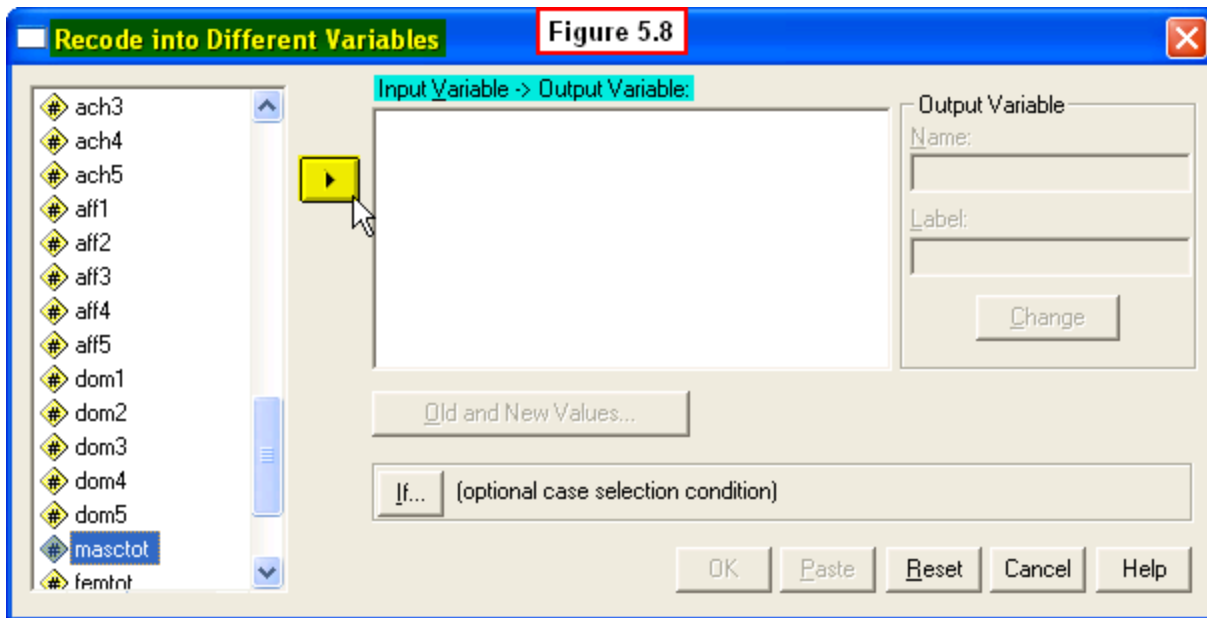 Recode into Different Variables
Figure 5.8
ach3
ach4
ach5
aff1
aff2
aff3
aff4
aff5
dom1
dom2
dom3
dom4
dom5
masctot
femtot
Input Variable -> Output Variable:
Output Variable
Name:
Label:
Change
Old and New Values...
If... (optional case selection condition)
OK Paste Reset Cancel Help